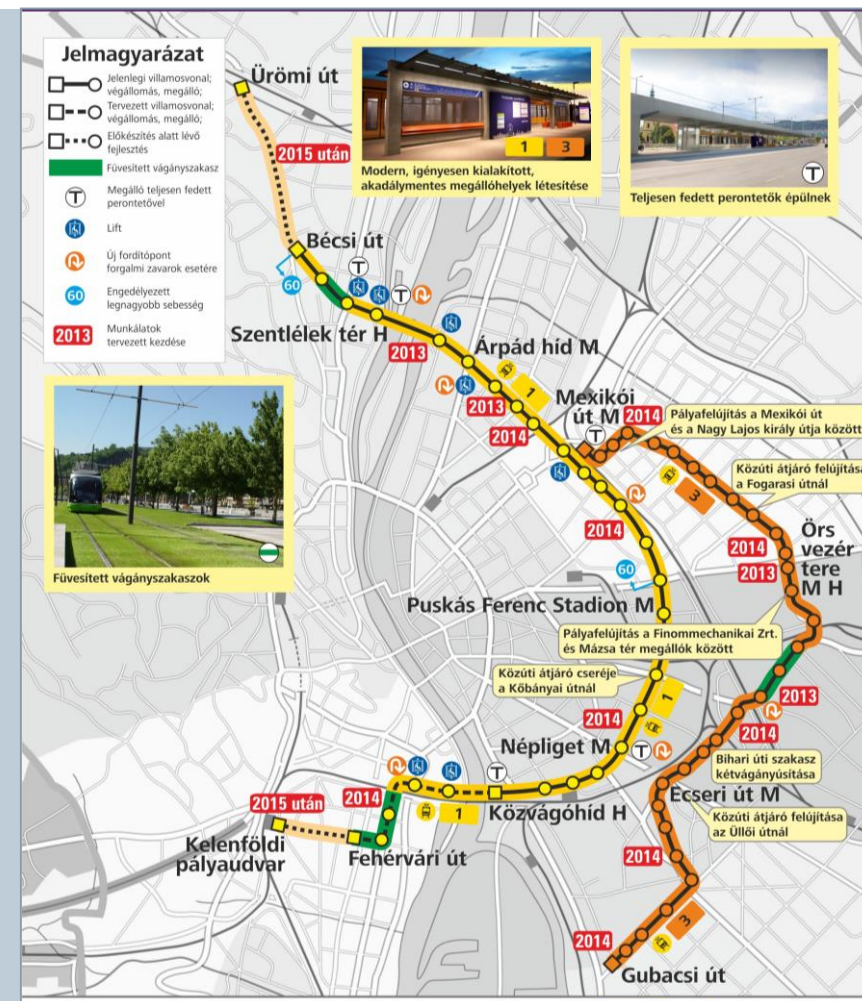 Jelmagyarázat
Jelenlegi villamosvonal;
végállomás, megálló;
Tervezett villamosvonal;
végállomás, megálló;
Előkészítés alatt lévő
fejlesztés
Füvesített vágányszakasz
T
Megálló teljesen fedett
perontetővel
Lift
Új fordítópont
forgalmi zavarok esetére
60
Engedélyezett
legnagyobb sebesség
2013
Munkálatok
tervezett kezdése
Ürömi út
2015 után
1
3
Modern, igényesen kialakított,
akadálymentes megállóhelyek létesítése
T
Teljesen fedett perontetők épülnek
Bécsi út
60
T
T
Szentlélek tér H
2013
Árpád híd M
1
2013
2014
Mexikói
út M
T
2014
Pályafelújítás a Mexikói út
és a Nagy Lajos király útja között
3
Közúti átjáró felújítása
a Fogarasi útnál
Füvesített vágányszakaszok
2014
2014
2013
Örs
vezér
tere
M H
60
Puskás Ferenc Stadion M
Pályafelújítás a Finommechanikai Zrt.
és Mázsa tér megállók között
Közúti átjáró cseréje
a Kőbányai útnál
1
2013
2014
2014
Népliget M
T
Bihari úti szakasz
kétvágányúsítása
T
Ecseri út M
2015 után
2014
1
Közvágóhíd H
Közúti átjáró felújítása
az Üllői útnál
Kelenföldi
pályaudvar
Fehérvári út
2014
3
2014
Gubacsi út